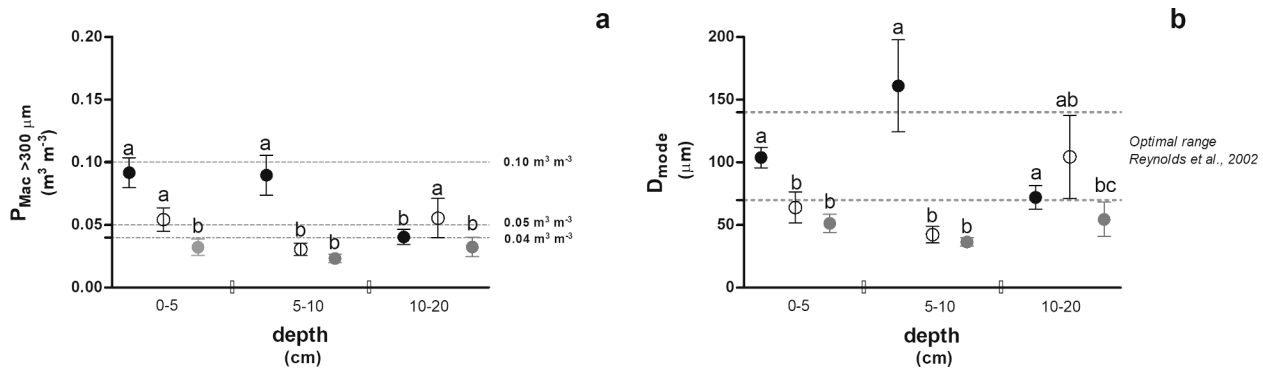 a
P Mac >300 μm
(m³ m-³)
0.20
0.15
0.10
0.05
0.00
a
a
b
a
b
b
b
a
b
0.10 m³ m-³
0.05 m³ m-³
0.04 m³ m-³
0-5
5-10
10-20
depth
(cm)
b
D mode
(μm)
200
150
100
50
0
a
b
b
a
b
b
a
ab
bc
Optimal range
Reynolds et al., 2002
0-5
5-10
10-20
depth
(cm)